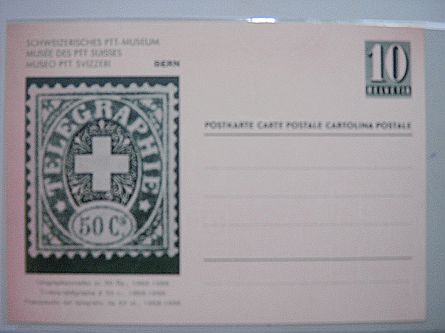 SCHWEIZERISCHES PTT-MUSEUM
MUSÉE DES PTT SUISSES
MUSEO PTT SVIZZERI BERN
10
HELVETIA
POSTKARTE CARTE POSTALE CARTOLINA POSTALE
TELEGRAPHIE
50 Cs